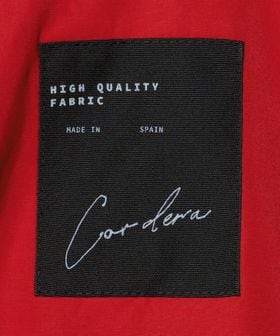 HIGH QUALITY
FABRIC
MADE IN SPAIN
Cordera